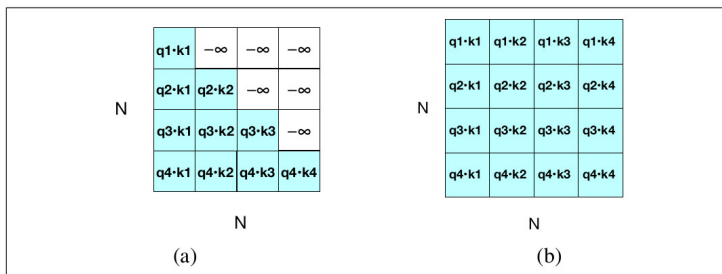 q1·k1 −∞ −∞ −∞
q2·k1 q2·k2 −∞ −∞
q3·k1 q3·k2 q3·k3 −∞
q4·k1 q4·k2 q4·k3 q4·k4
N
N
(a)
q1·k1 q1·k2 q1·k3 q1·k4
q2·k1 q2·k2 q2·k3 q2·k4
q3·k1 q3·k2 q3·k3 q3·k4
q4·k1 q4·k2 q4·k3 q4·k4
N
N
(b)